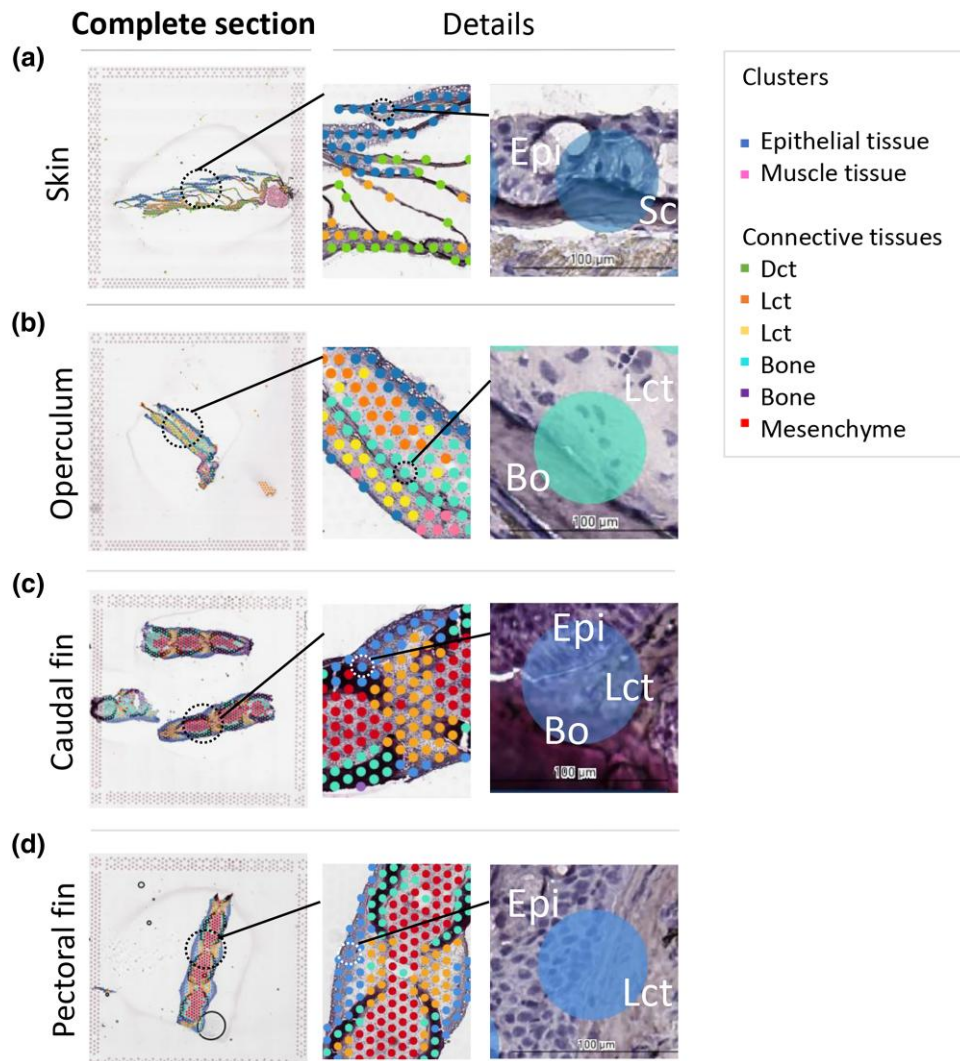 Complete section
Details
(a)
Skin
Epi
Sc
100 µm
(b)
Operculum
Lct
Bo
100 µm
(c)
Caudal fin
Epi
Lct
Bo
100 µm
(d)
Pectoral fin
Epi
Lct
100 µm
Clusters
Epithelial tissue
Muscle tissue
Connective tissues
Dct
Lct
Lct
Bone
Bone
Mesenchyme